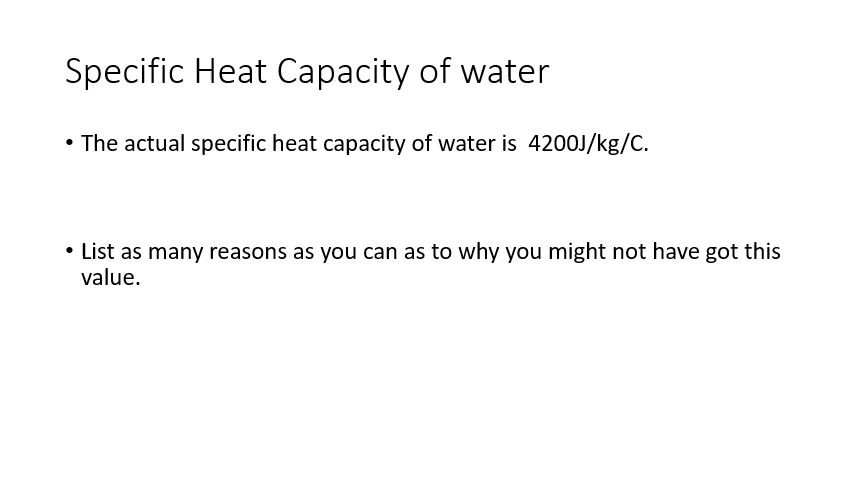 Specific Heat Capacity of water
• The actual specific heat capacity of water is  4200J/kg/C.
• List as many reasons as you can as to why you might not have got this
value.